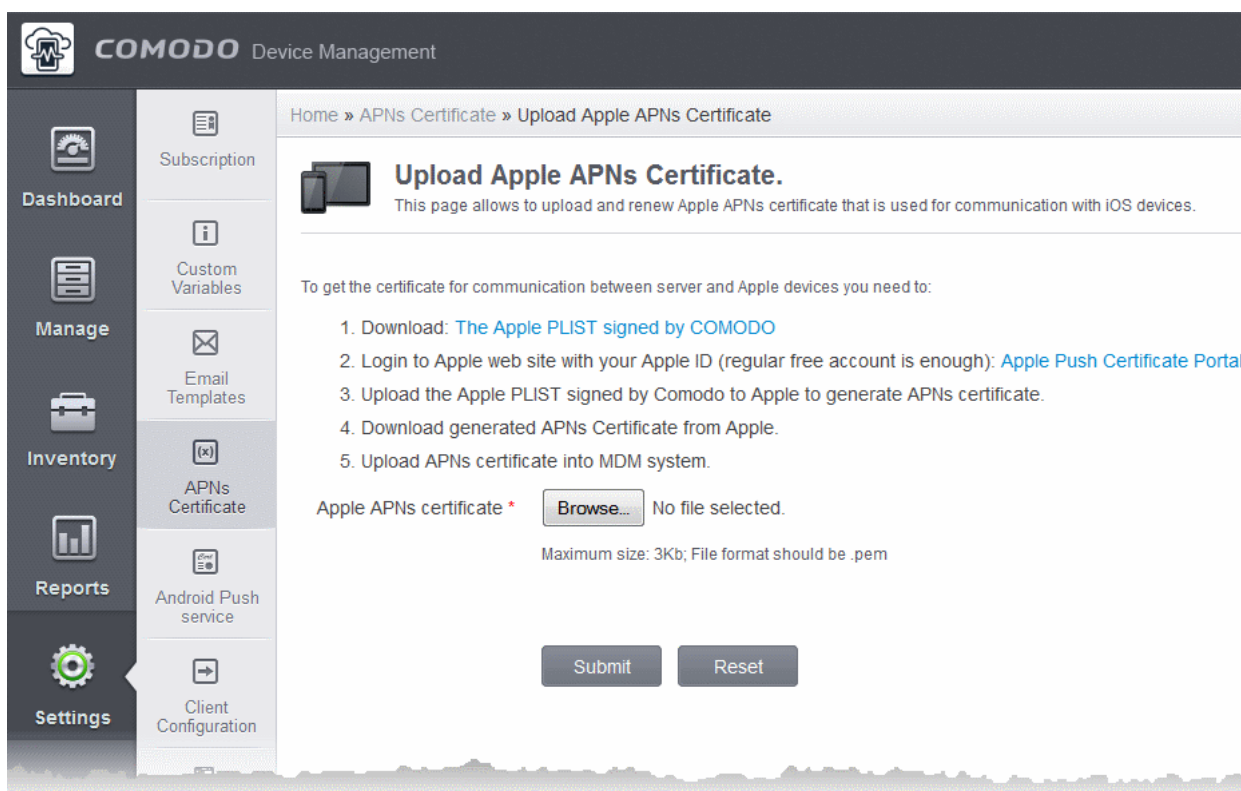 COMODO Device Management
Home » APNs Certificate » Upload Apple APNs Certificate
Dashboard
Manage
Inventory
Reports
Settings
Subscription
Custom
Variables
Email
Templates
(x)
APNs
Certificate
Android Push
service
Client
Configuration
Upload Apple APNs Certificate.
This page allows to upload and renew Apple APNs certificate that is used for communication with iOS devices.
To get the certificate for communication between server and Apple devices you need to:
1. Download: The Apple PLIST signed by COMODO
2. Login to Apple web site with your Apple ID (regular free account is enough): Apple Push Certificate Portal
3. Upload the Apple PLIST signed by Comodo to Apple to generate APNs certificate.
4. Download generated APNs Certificate from Apple.
5. Upload APNs certificate into MDM system.
Apple APNs certificate * Browse... No file selected.
Maximum size: 3Kb; File format should be .pem
Submit Reset